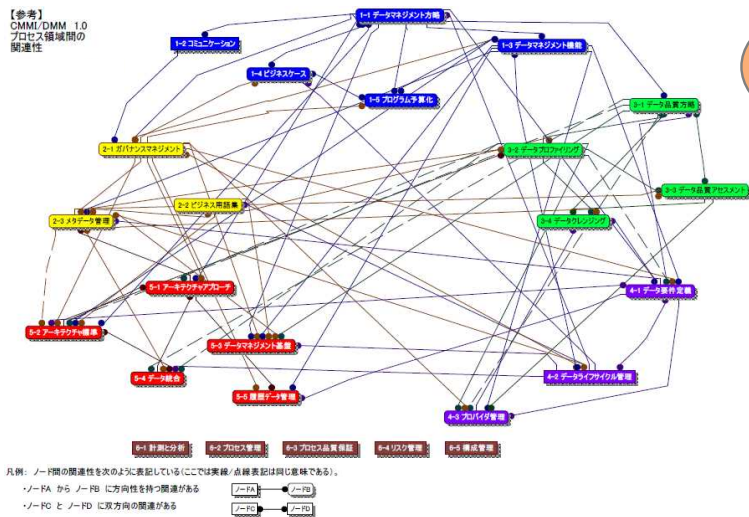 【参考】
CMMI/DMM 1.0
プロセス領域間の
関連性
1-1 データマネジメント方略
1-2 コミュニケーション
1-3 データマネジメント機能
1-4 ビジネスケース
1-5 プログラム予算化
3-1 データ品質方略
2-1 ガバナンスマネジメント
3-2 データプロファイリング
3-3 データ品質アセスメント
2-2 ビジネス用語集
2-3 メタデータ管理
3-4 データクレンジング
5-1 アーキテクチャアプローチ
4-1 データ要件定義
5-2 アーキテクチャ標準
5-3 データマネジメント基盤
5-4 データ統合
4-2 データライフサイクル管理
5-5 履歴データ管理
4-3 プロバイダ管理
6-1 計測と分析
6-2 プロセス管理
6-3 プロセス品質保証
6-4 リスク管理
6-5 構成管理
凡例: ノード間の関連性を次のように表記している(ここでは実線/点線表記は同じ意味である)。
・ノードA から ノードB に方向性を持つ関連がある
ノードA
ノードB
・ノードC と ノードD に双方向の関連がある
ノードC
ノードD